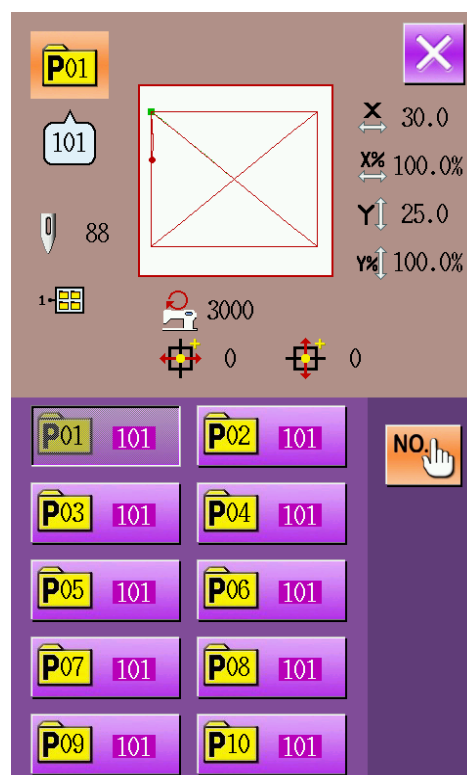 P01
101
X 30.0
X% 100.0%
88
Y 25.0
Y% 100.0%
1
3000
0 0
P01 101 P02 101
NO.
P03 101 P04 101
P05 101 P06 101
P07 101 P08 101
P09 101 P10 101